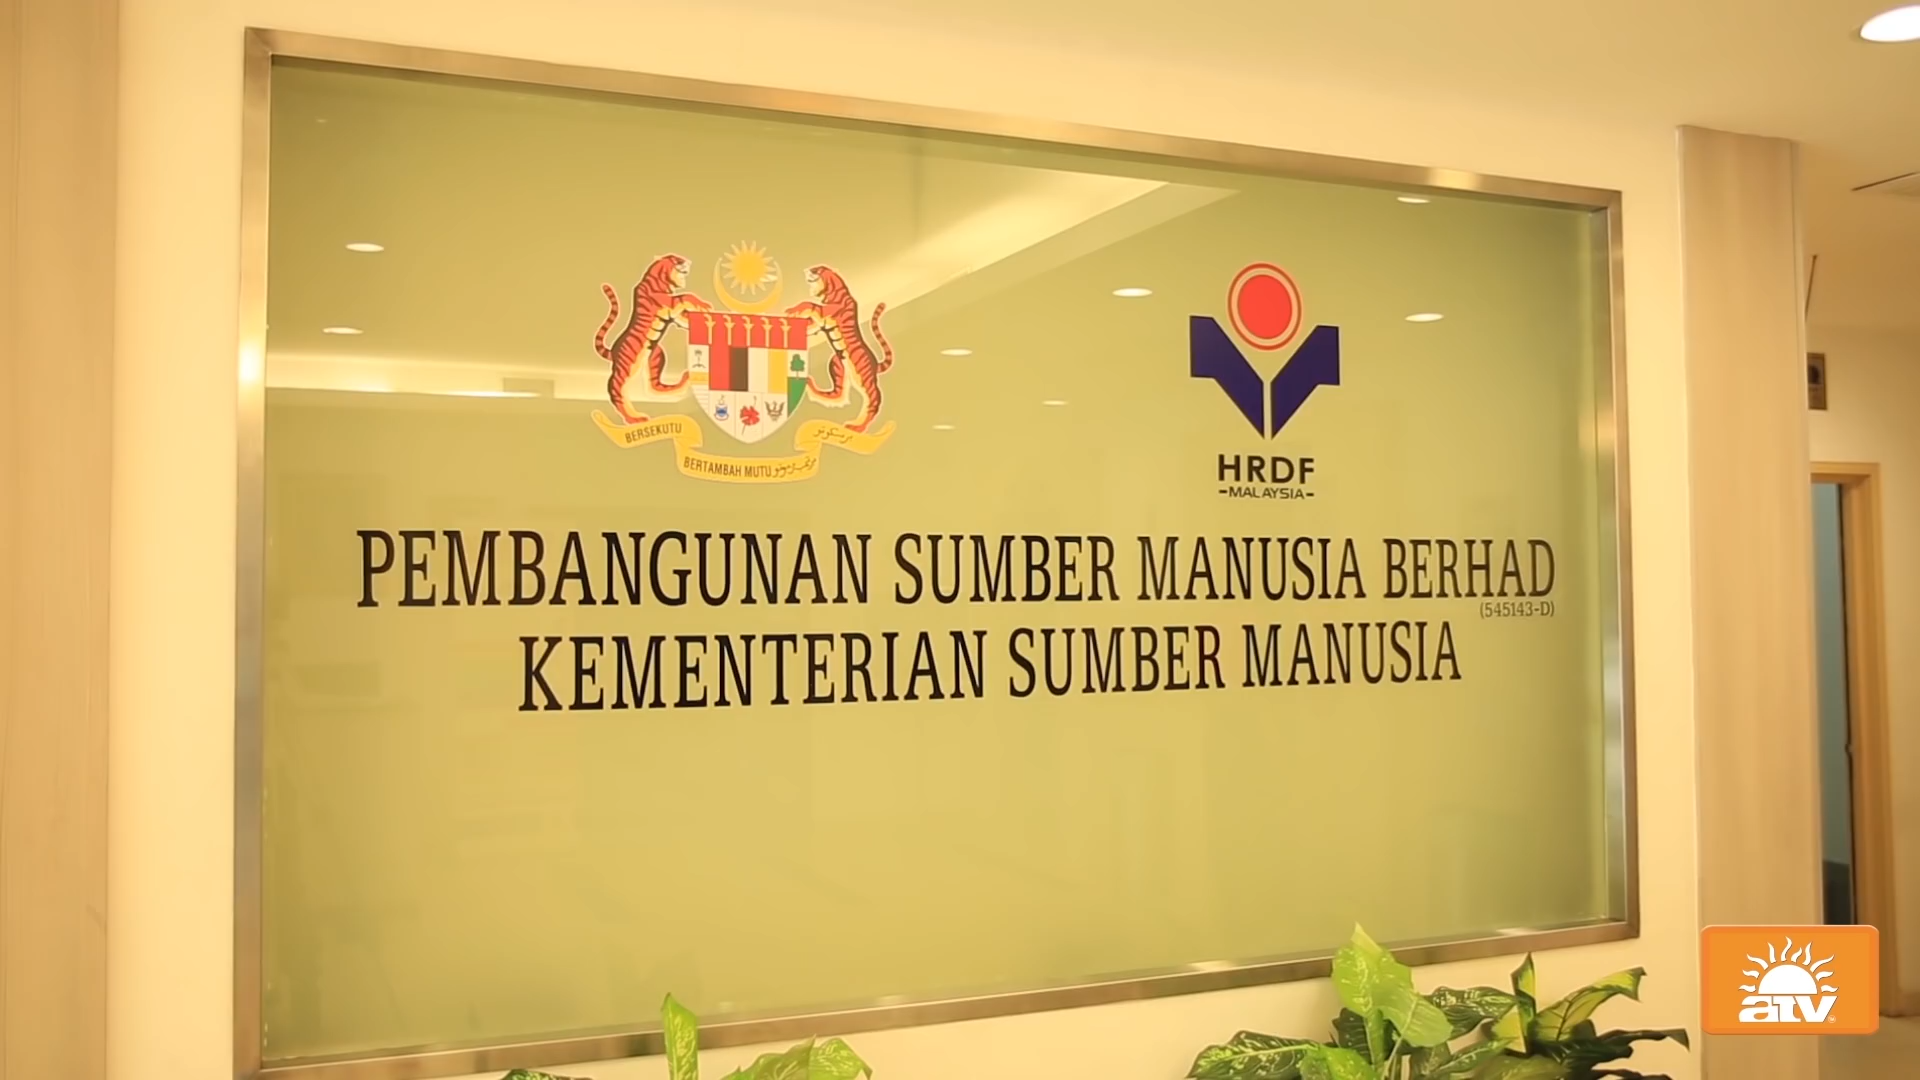 BERSEKUTU
BERTAMBAH MUTU
HRDF
-MALAYSIA-
PEMBANGUNAN SUMBER MANUSIA BERHAD
(545143-D)
KEMENTERIAN SUMBER MANUSIA
atv